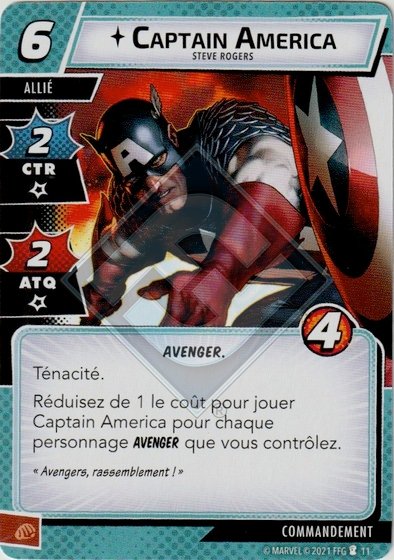 6
CAPTAIN AMERICA
STEVE ROGERS
ALLIÉ
2
CTR
2
ATQ
A
4
AVENGER.
Ténacité.
Réduisez de 1 le coût pour jouer
Captain America pour chaque
personnage AVENGER que vous contrôlez.
« Avengers, rassemblement ! »
®
COMMANDEMENT
© MARVEL © 2021 FFG 11